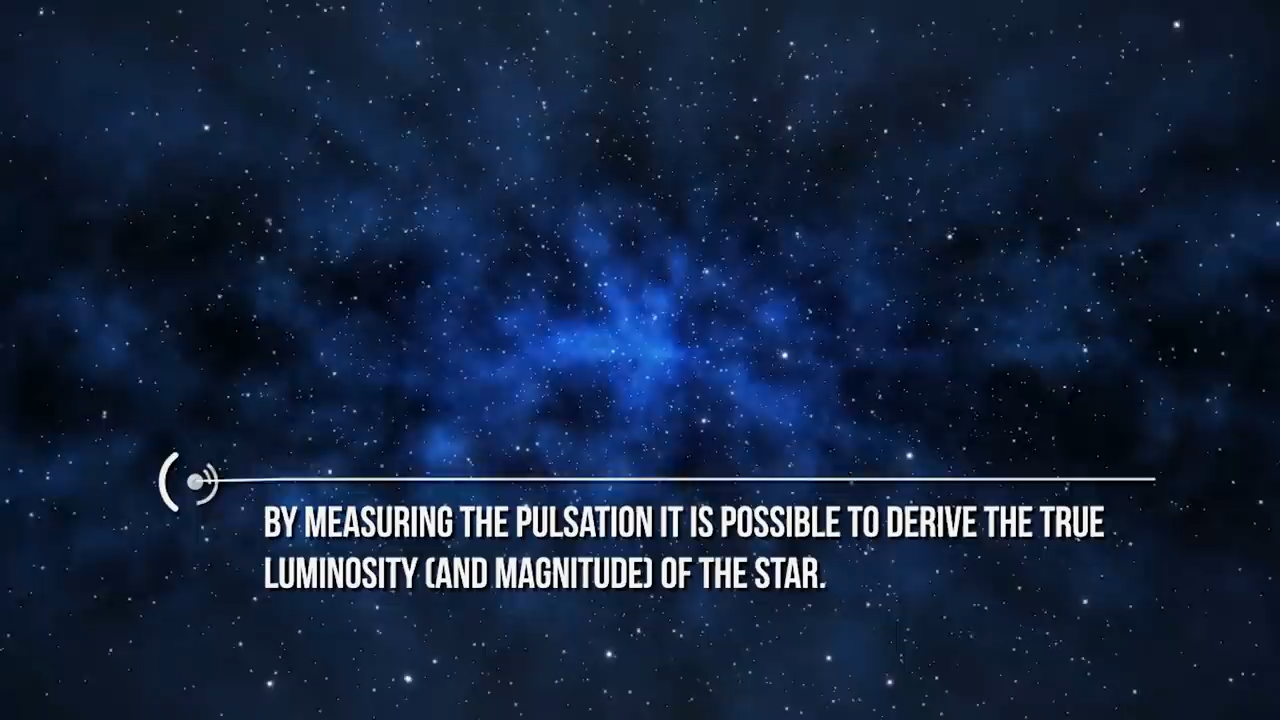 BY MEASURING THE PULSATION IT IS POSSIBLE TO DERIVE THE TRUE
LUMINOSITY (AND MAGNITUDE) OF THE STAR.